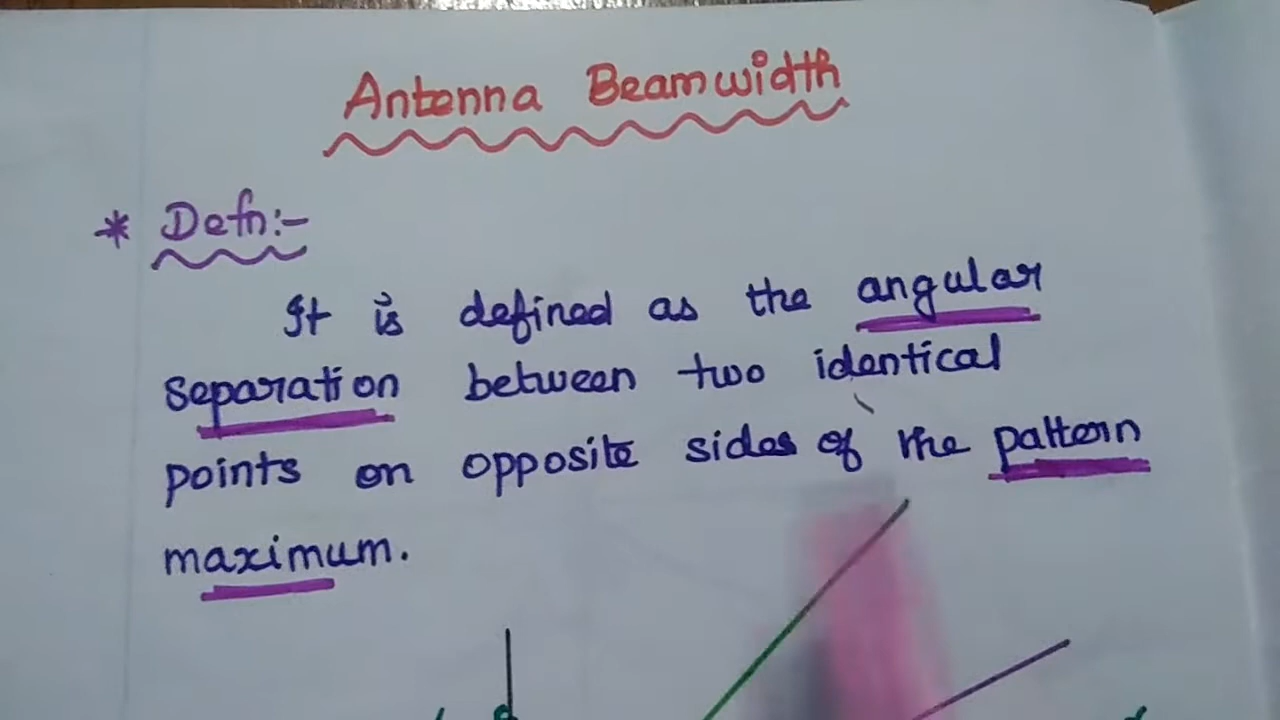 Antenna Beamwidth
* Defn:-
It is defined as the angular
separation between two identical
points on opposite sides of the pattern
maximum.